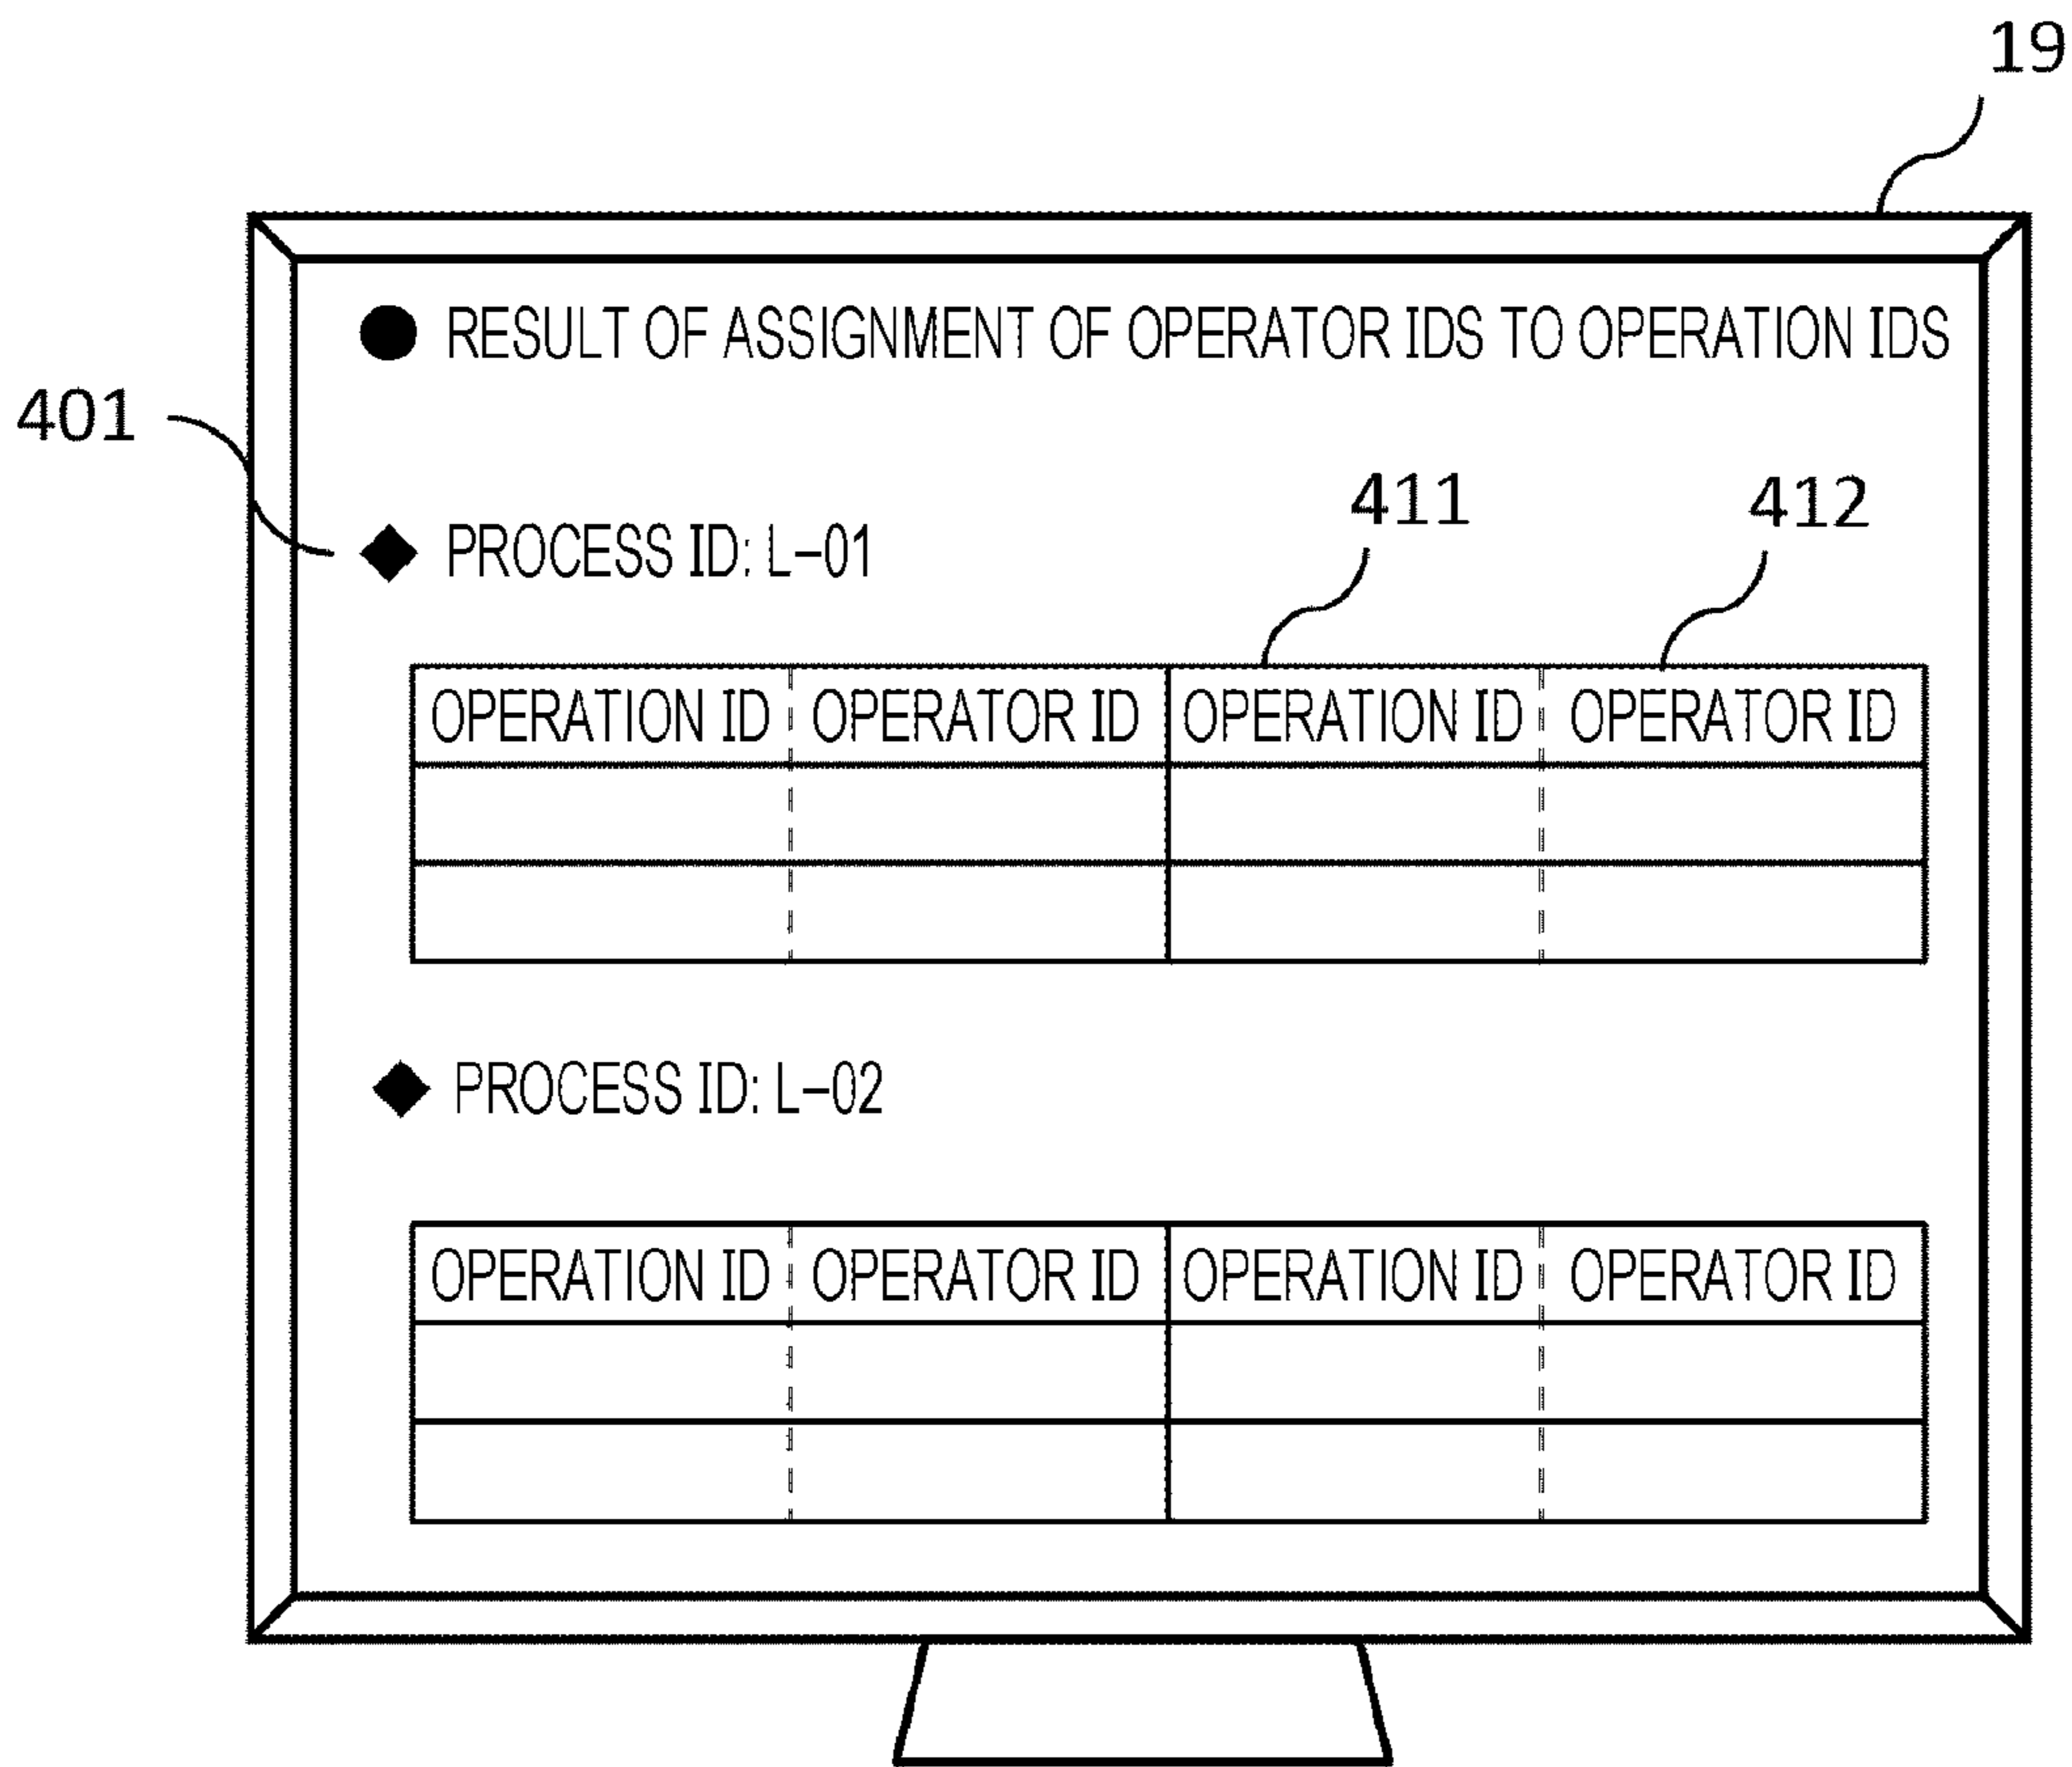 19
● RESULT OF ASSIGNMENT OF OPERATOR IDS TO OPERATION IDS
401
◆ PROCESS ID: L-01
411 412
OPERATION ID OPERATOR ID OPERATION ID OPERATOR ID
◆ PROCESS ID: L-02
OPERATION ID OPERATOR ID OPERATION ID OPERATOR ID